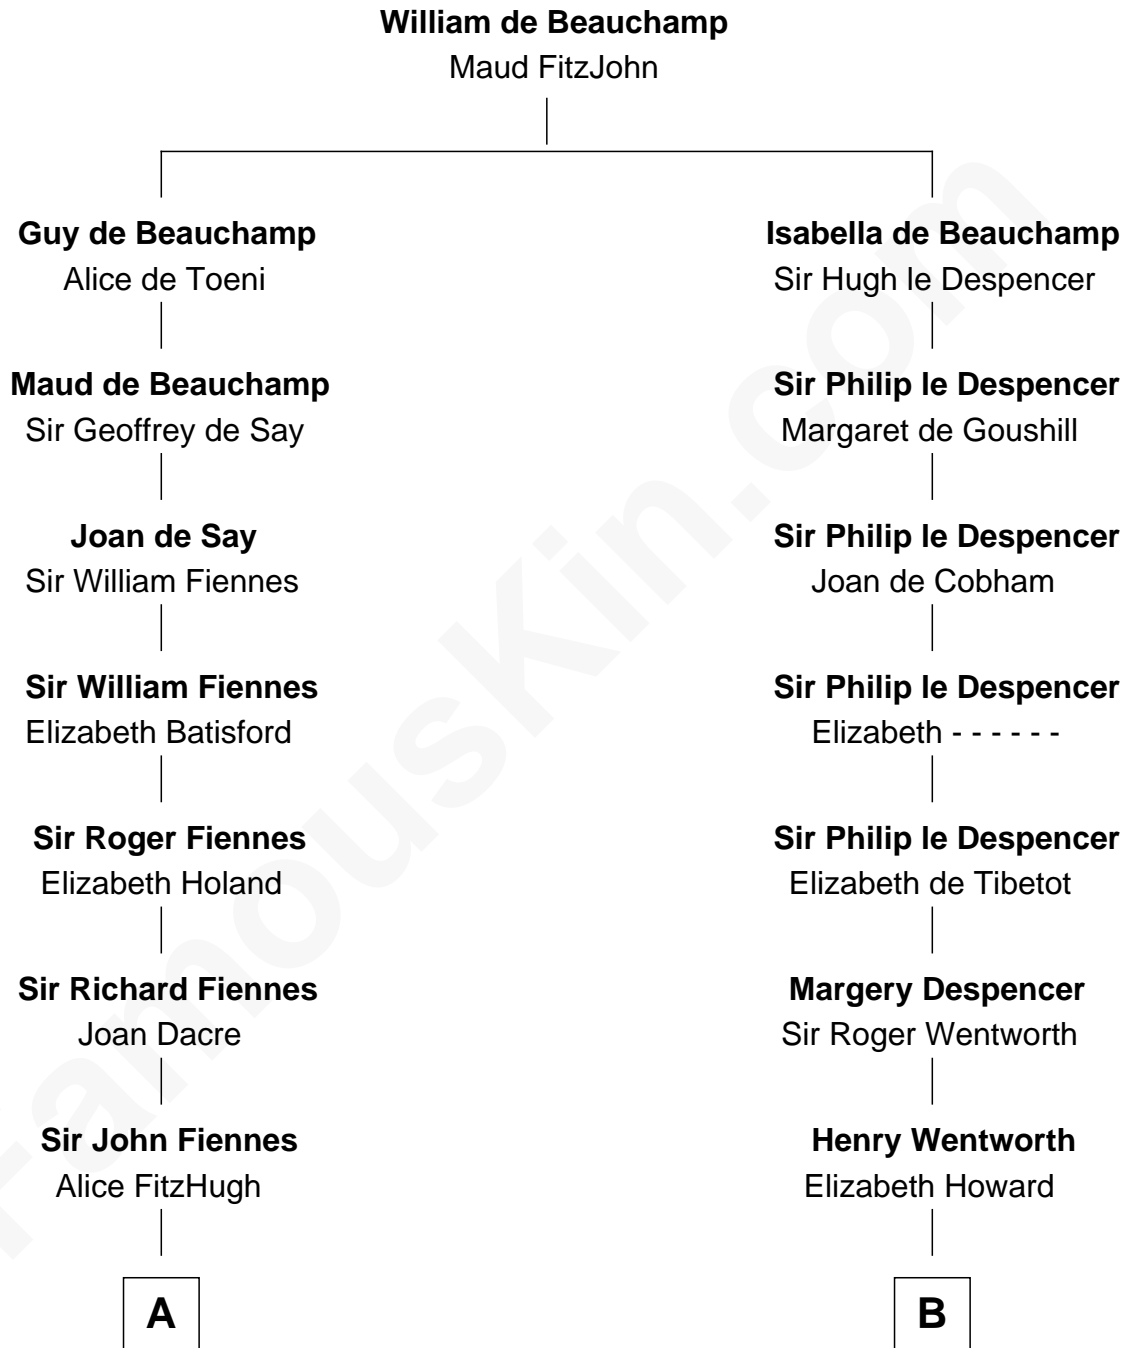 William de Beauchamp
Maud FitzJohn
Guy de Beauchamp
Alice de Toeni
Maud de Beauchamp
Sir Geoffrey de Say
Joan de Say
Sir William Fiennes
Sir William Fiennes
Elizabeth Batisford
Sir Roger Fiennes
Elizabeth Holand
Sir Richard Fiennes
Joan Dacre
Sir John Fiennes
Alice FitzHugh
A
Isabella de Beauchamp
Sir Hugh le Despencer
Sir Philip le Despencer
Margaret de Goushill
Sir Philip le Despencer
Joan de Cobham
Sir Philip le Despencer
Elizabeth - - - - - -
Sir Philip le Despencer
Elizabeth de Tibetot
Margery Despencer
Sir Roger Wentworth
Henry Wentworth
Elizabeth Howard
B
FamousKin.com